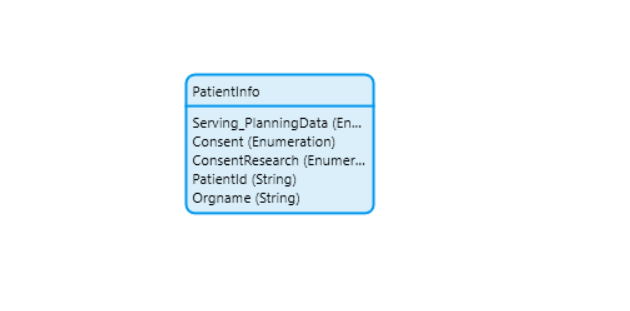 PatientInfo
Serving_PlanningData (En...
Consent (Enumeration)
ConsentResearch (Enumer...
PatientId (String)
Orgname (String)